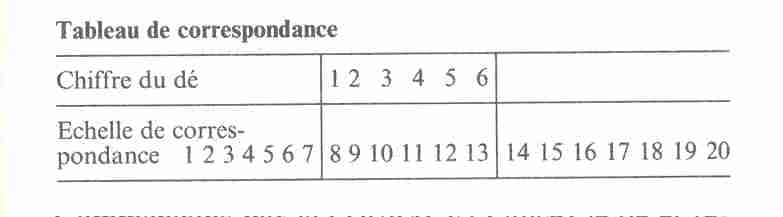 Tableau de correspondance
Chiffre du dé 1 2 3 4 5 6
Echelle de corres-
pondance 1 2 3 4 5 6 7 8 9 10 11 12 13 14 15 16 17 18 19 20